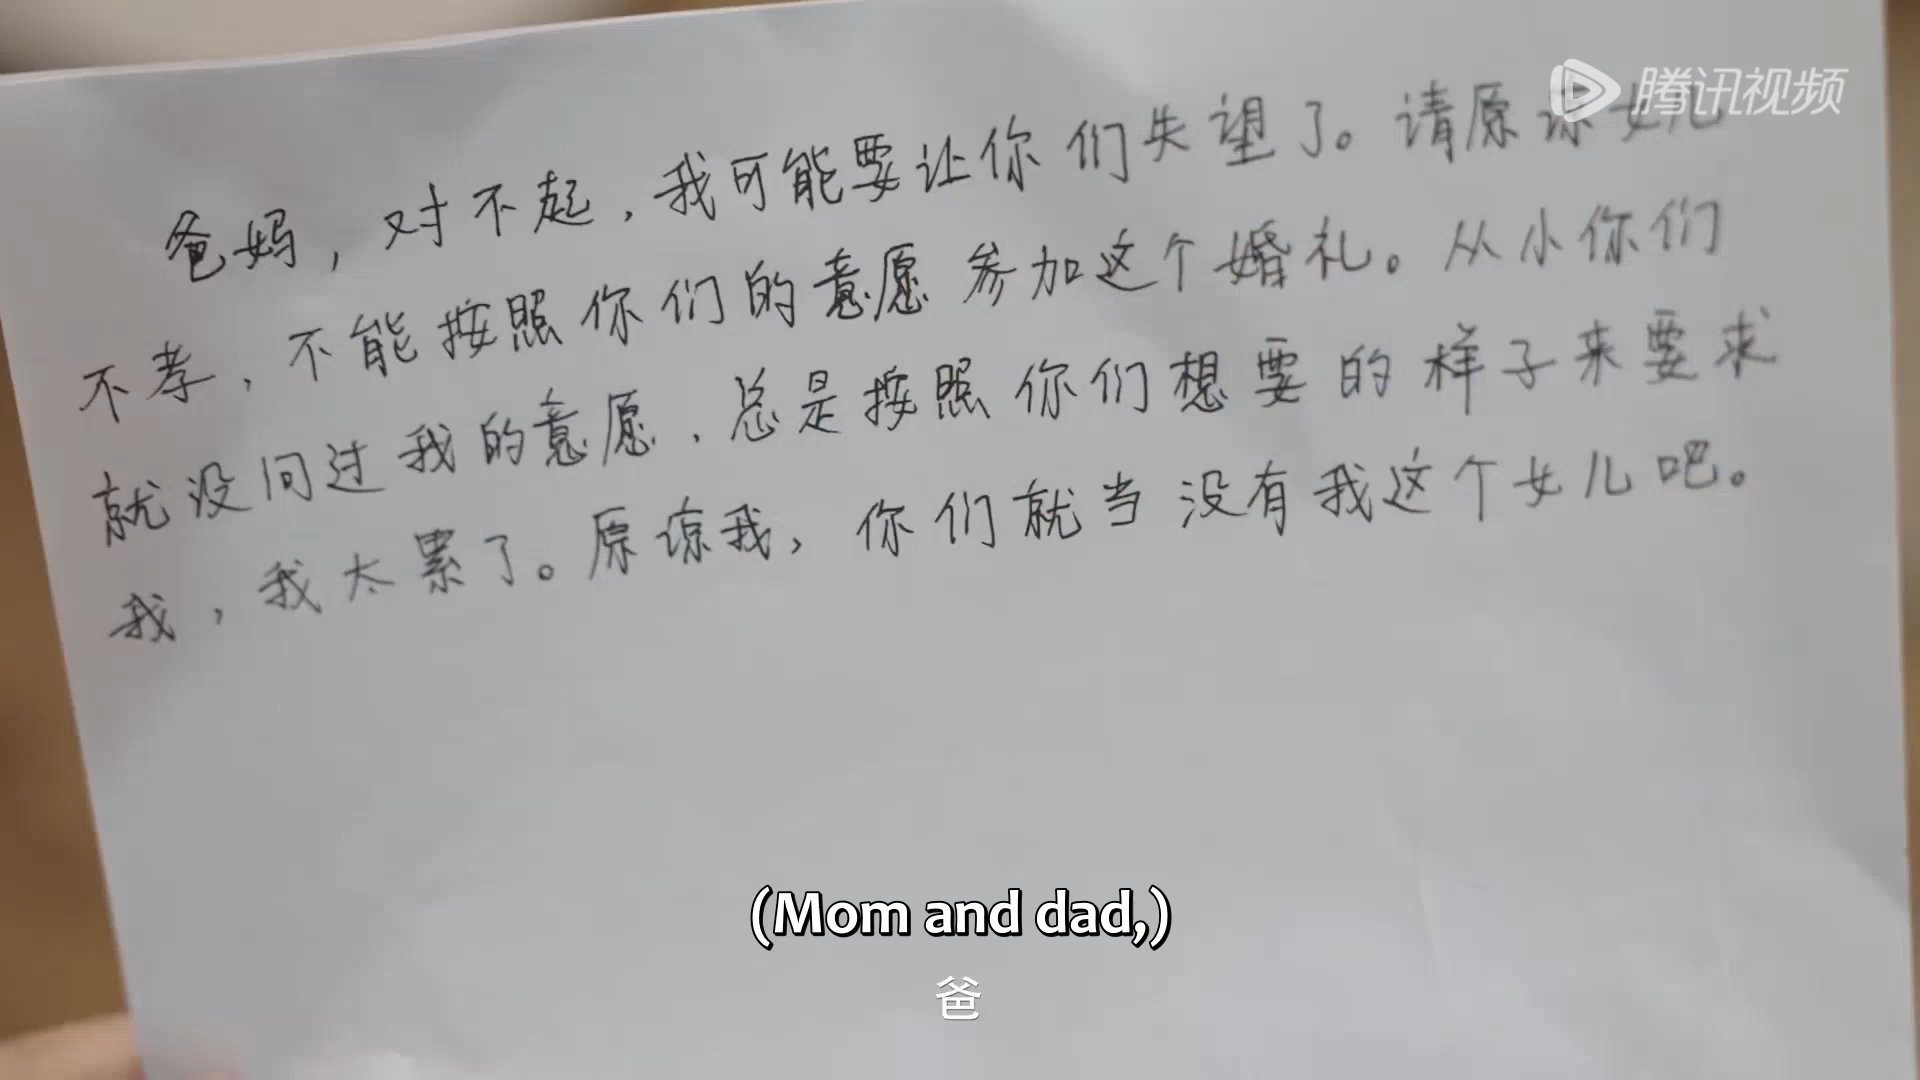 腾讯视频
爸妈，对不起，我可能要让你们失望了。请原谅女儿
不孝，不能按照你们的意愿参加这个婚礼。从小你们
就没问过我的意愿，总是按照你们想要的样子来要求
我，我太累了。原谅我，你们就当没有我这个女儿吧。
(Mom and dad,)
爸